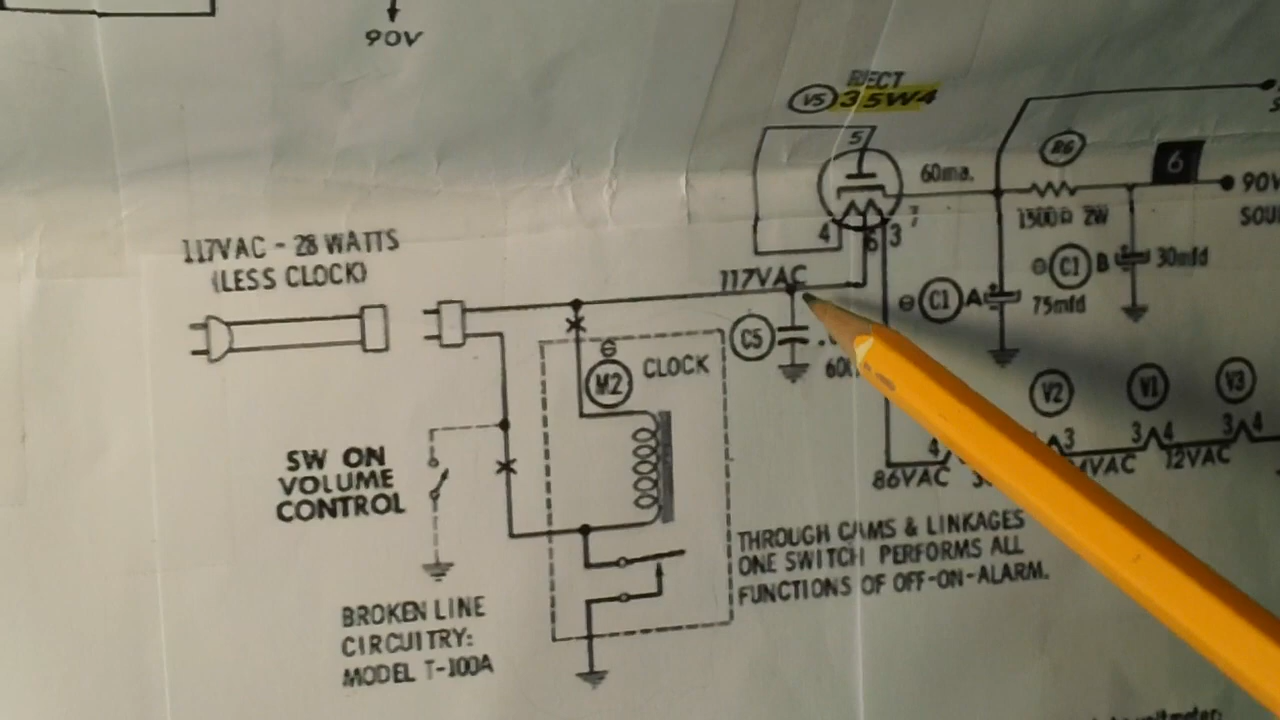 90V
RECT
V5 35W4
5
60ma.
R6
6
90V
1500Ω 2W
4
6
3
7
117VAC - 28 WATTS
(LESS CLOCK)
117VAC
C1 B
30mfd
C1 A
75mfd
C5
M2
CLOCK
V2
V1
V3
4
3
3
4
3
4
86VAC
12VAC
SW ON
VOLUME
CONTROL
THROUGH CAMS & LINKAGES
ONE SWITCH PERFORMS ALL
FUNCTIONS OF OFF-ON-ALARM.
BROKEN LINE
CIRCUITRY:
MODEL T-100A